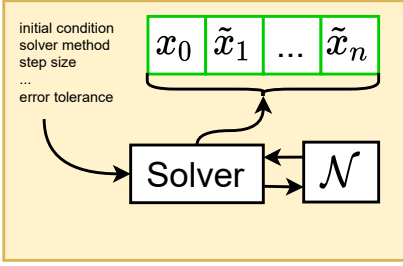 initial condition
solver method
step size
...
error tolerance
x₀ x̃₁ ... x̃ₙ
Solver
𝒩